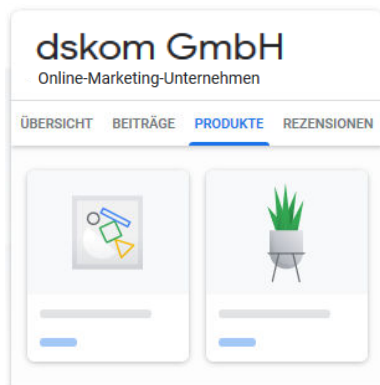 dskom GmbH
Online-Marketing-Unternehmen
ÜBERSICHT BEITRÄGE PRODUKTE REZENSIONEN